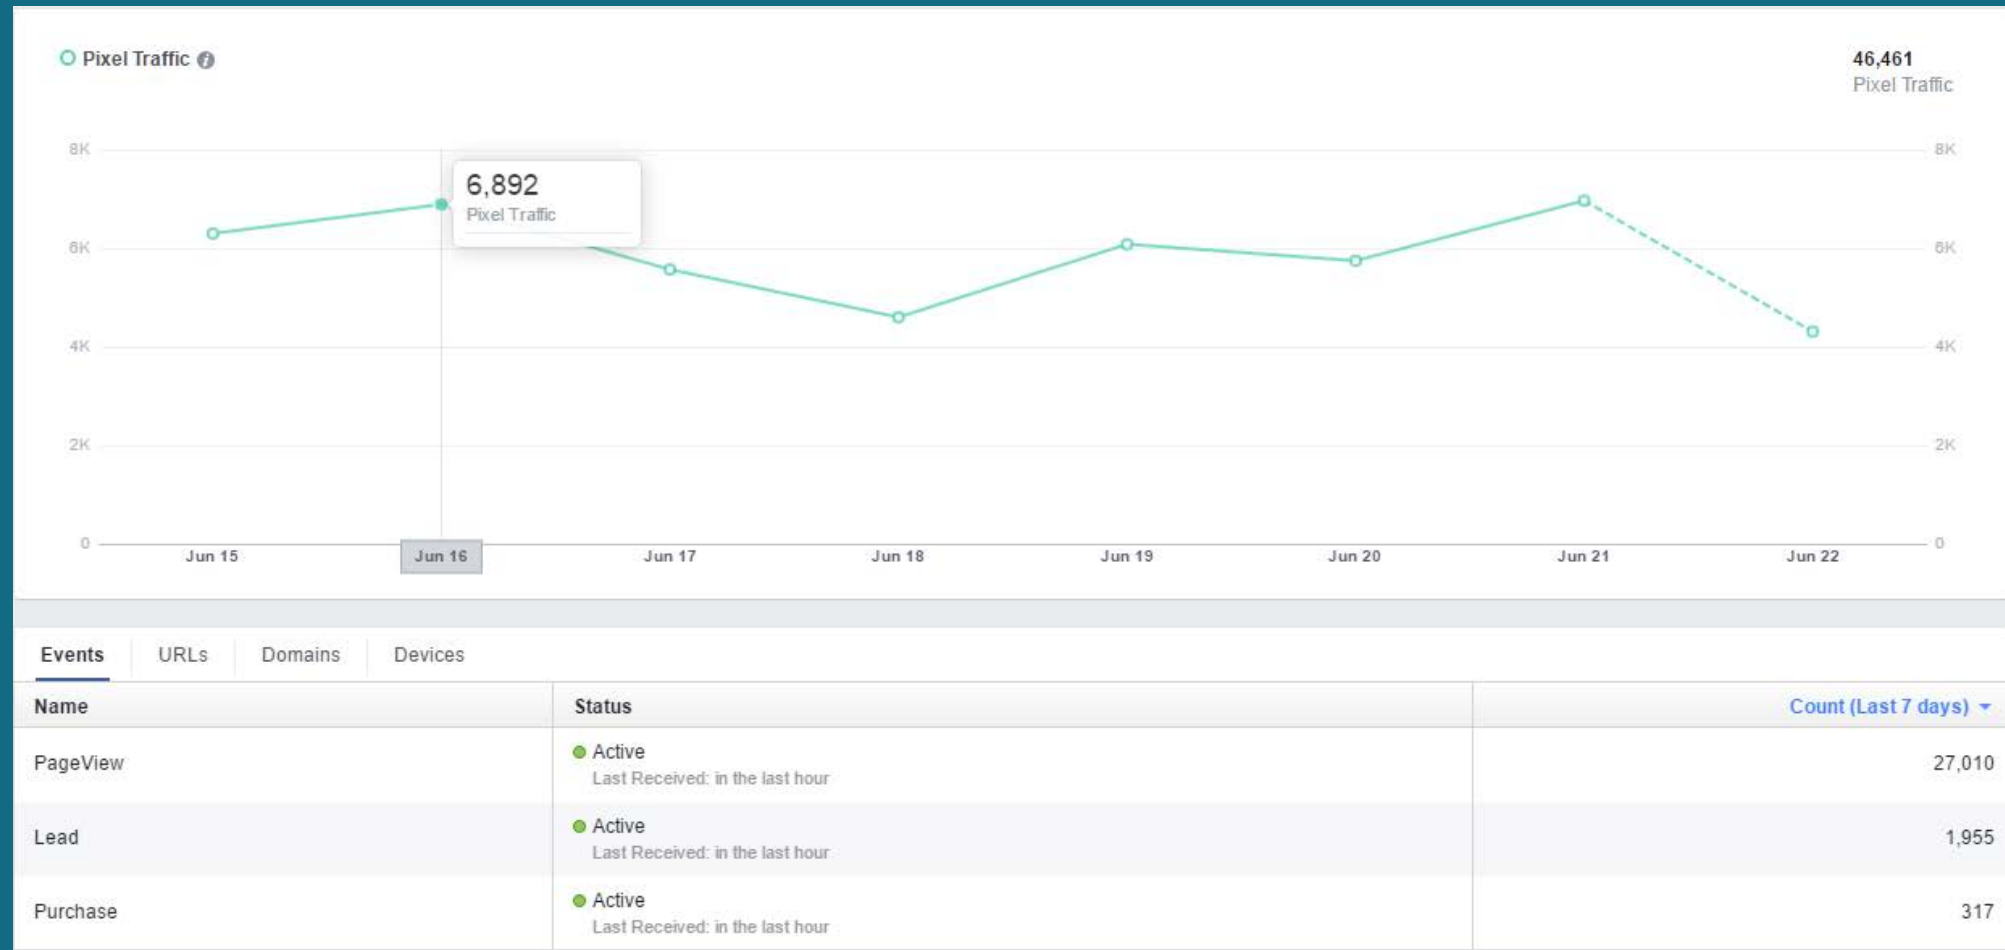 Pixel Traffic
46,461
Pixel Traffic
8K
8K
6,892
Pixel Traffic
6K
6K
4K
4K
2K
2K
0
0
Jun 15 Jun 16 Jun 17 Jun 18 Jun 19 Jun 20 Jun 21 Jun 22
Events URLs Domains Devices
Name Status Count (Last 7 days)
PageView Active 27,010
Last Received: in the last hour
Lead Active 1,955
Last Received: in the last hour
Purchase Active 317
Last Received: in the last hour